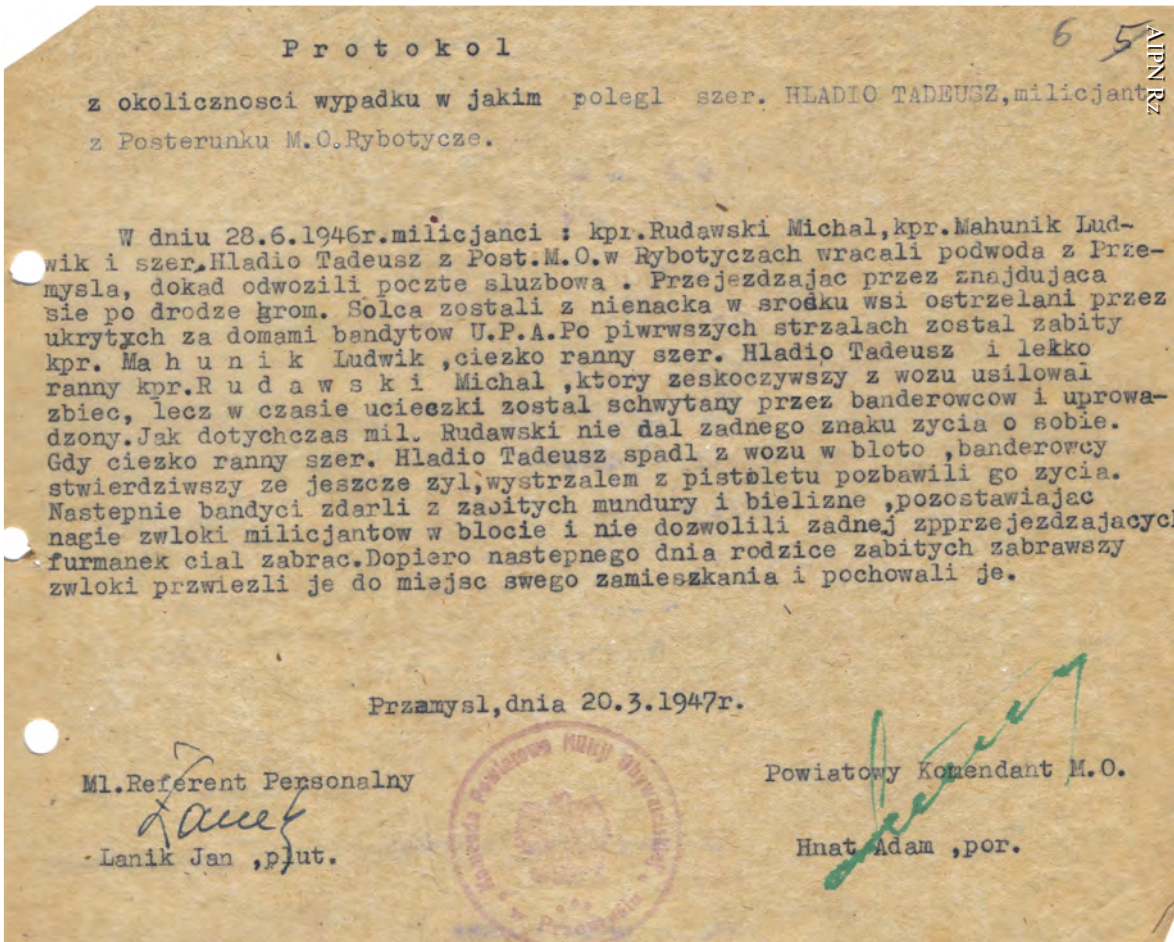 6 5
AIPN Rz
P r o t o k o l
z okolicznosci wypadku w jakim polegl szer. HLADIO TADEUSZ,milicjant
z Posterunku M.O.Rybotycze.
W dniu 28.6.1946r.milicjanci : kpr.Rudawski Michal,kpr.Mahunik Lud-
wik i szer.Hladio Tadeusz z Post.M.O.w Rybotyczach wracali podwoda z Prze-
mysla, dokad odwozili poczte sluzbowa . Przejezdzajac przez znajdujaca
sie po drodze grom. Solca zostali z nienacka w srodku wsi ostrzelani przez
ukrytych za domami bandytow U.P.A.Po piwrwszych strzalach zostal zabity
kpr. M a h u n i k Ludwik ,ciezko ranny szer. Hladio Tadeusz i lekko
ranny kpr.R u d a w s k i Michal ,ktory zeskoczywszy z wozu usilowal
zbiec, lecz w czasie ucieczki zostal schwytany przez banderowcow i uprowa-
dzony.Jak dotychczas mil. Rudawski nie dal zadnego znaku zycia o sobie.
Gdy ciezko ranny szer. Hladio Tadeusz spadl z wozu w bloto ,banderowcy
stwierdziwszy ze jeszcze zyl,wystrzalem z pistoletu pozbawili go zycia.
Nastepnie bandyci zdarli z zabitych mundury i bielizne ,pozostawiajac
nagie zwloki milicjantow w blocie i nie dozwolili zadnej zpprzejezdzajacych
furmanek cial zabrac.Dopiero nastepnego dnia rodzice zabitych zabrawszy
zwloki przwiezli je do miejsc swego zamieszkania i pochowali je.
Przamysl,dnia 20.3.1947r.
Ml.Referent Personalny
Powiatowy Komendant M.O.
Lanik Jan ,plut.
Hnat Adam ,por.
Komenda Powiatowa Milicji Obywatelskiej
w Przemyślu